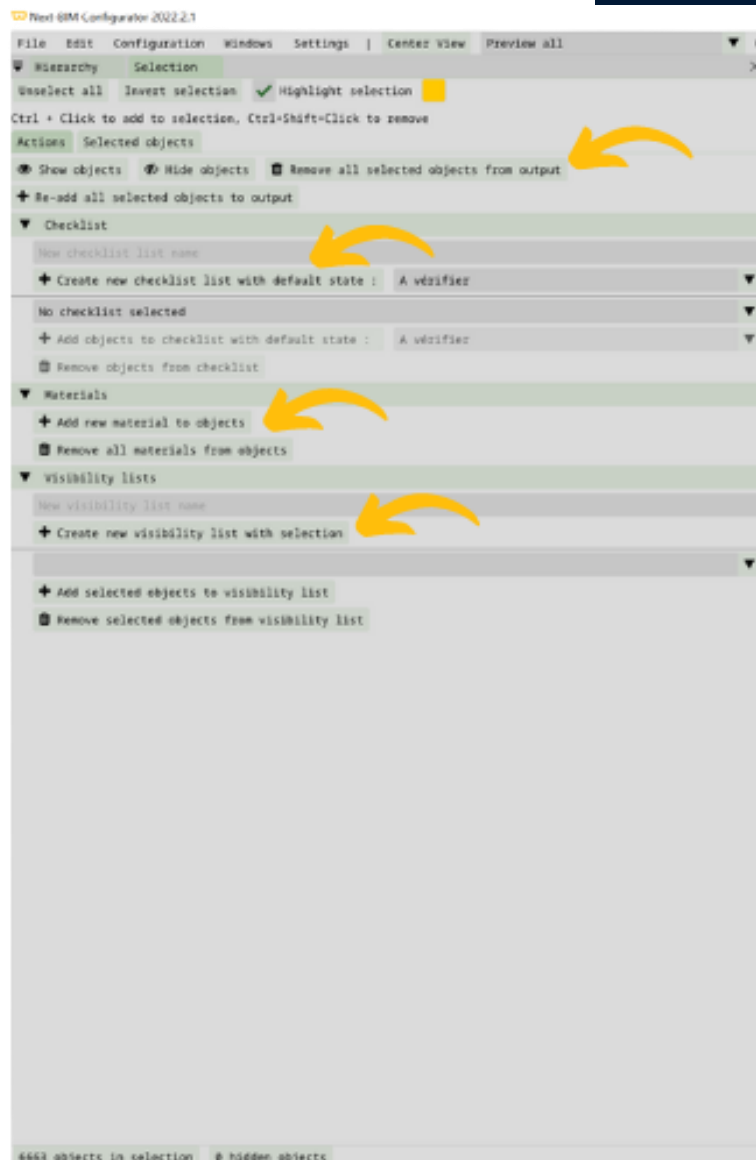 Next-BIM Configurator 2022.2.1
File Edit Configuration Windows Settings | Center View Preview all
Hierarchy Selection
Unselect all Invert selection Highlight selection
Ctrl + Click to add to selection, Ctrl+Shift+Click to remove
Actions Selected objects
Show objects Hide objects Remove all selected objects from output
+ Re-add all selected objects to output
Checklist
New checklist list name
+ Create new checklist list with default state : A vérifier
No checklist selected
+ Add objects to checklist with default state : A vérifier
Remove objects from checklist
Materials
+ Add new material to objects
Remove all materials from objects
Visibility lists
New visibility list name
+ Create new visibility list with selection
+ Add selected objects to visibility list
Remove selected objects from visibility list
6663 objects in selection 0 hidden objects